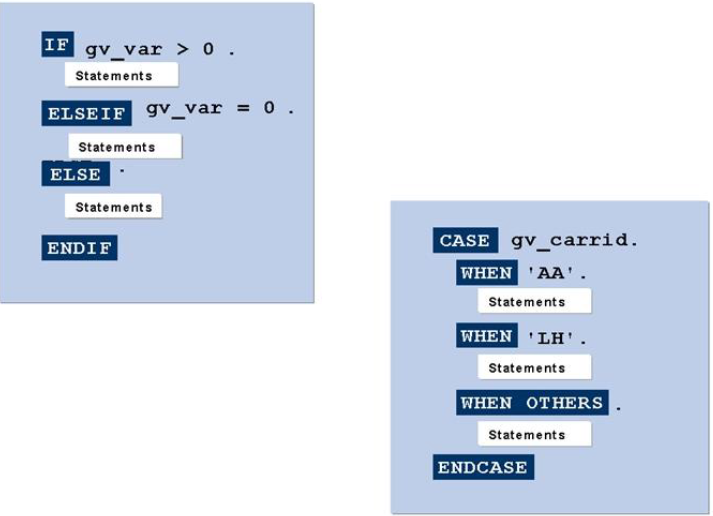 IF gv_var > 0 .
Statements
ELSEIF gv_var = 0 .
Statements
ELSE .
Statements
ENDIF
CASE gv_carrid.
WHEN 'AA'.
Statements
WHEN 'LH'.
Statements
WHEN OTHERS .
Statements
ENDCASE